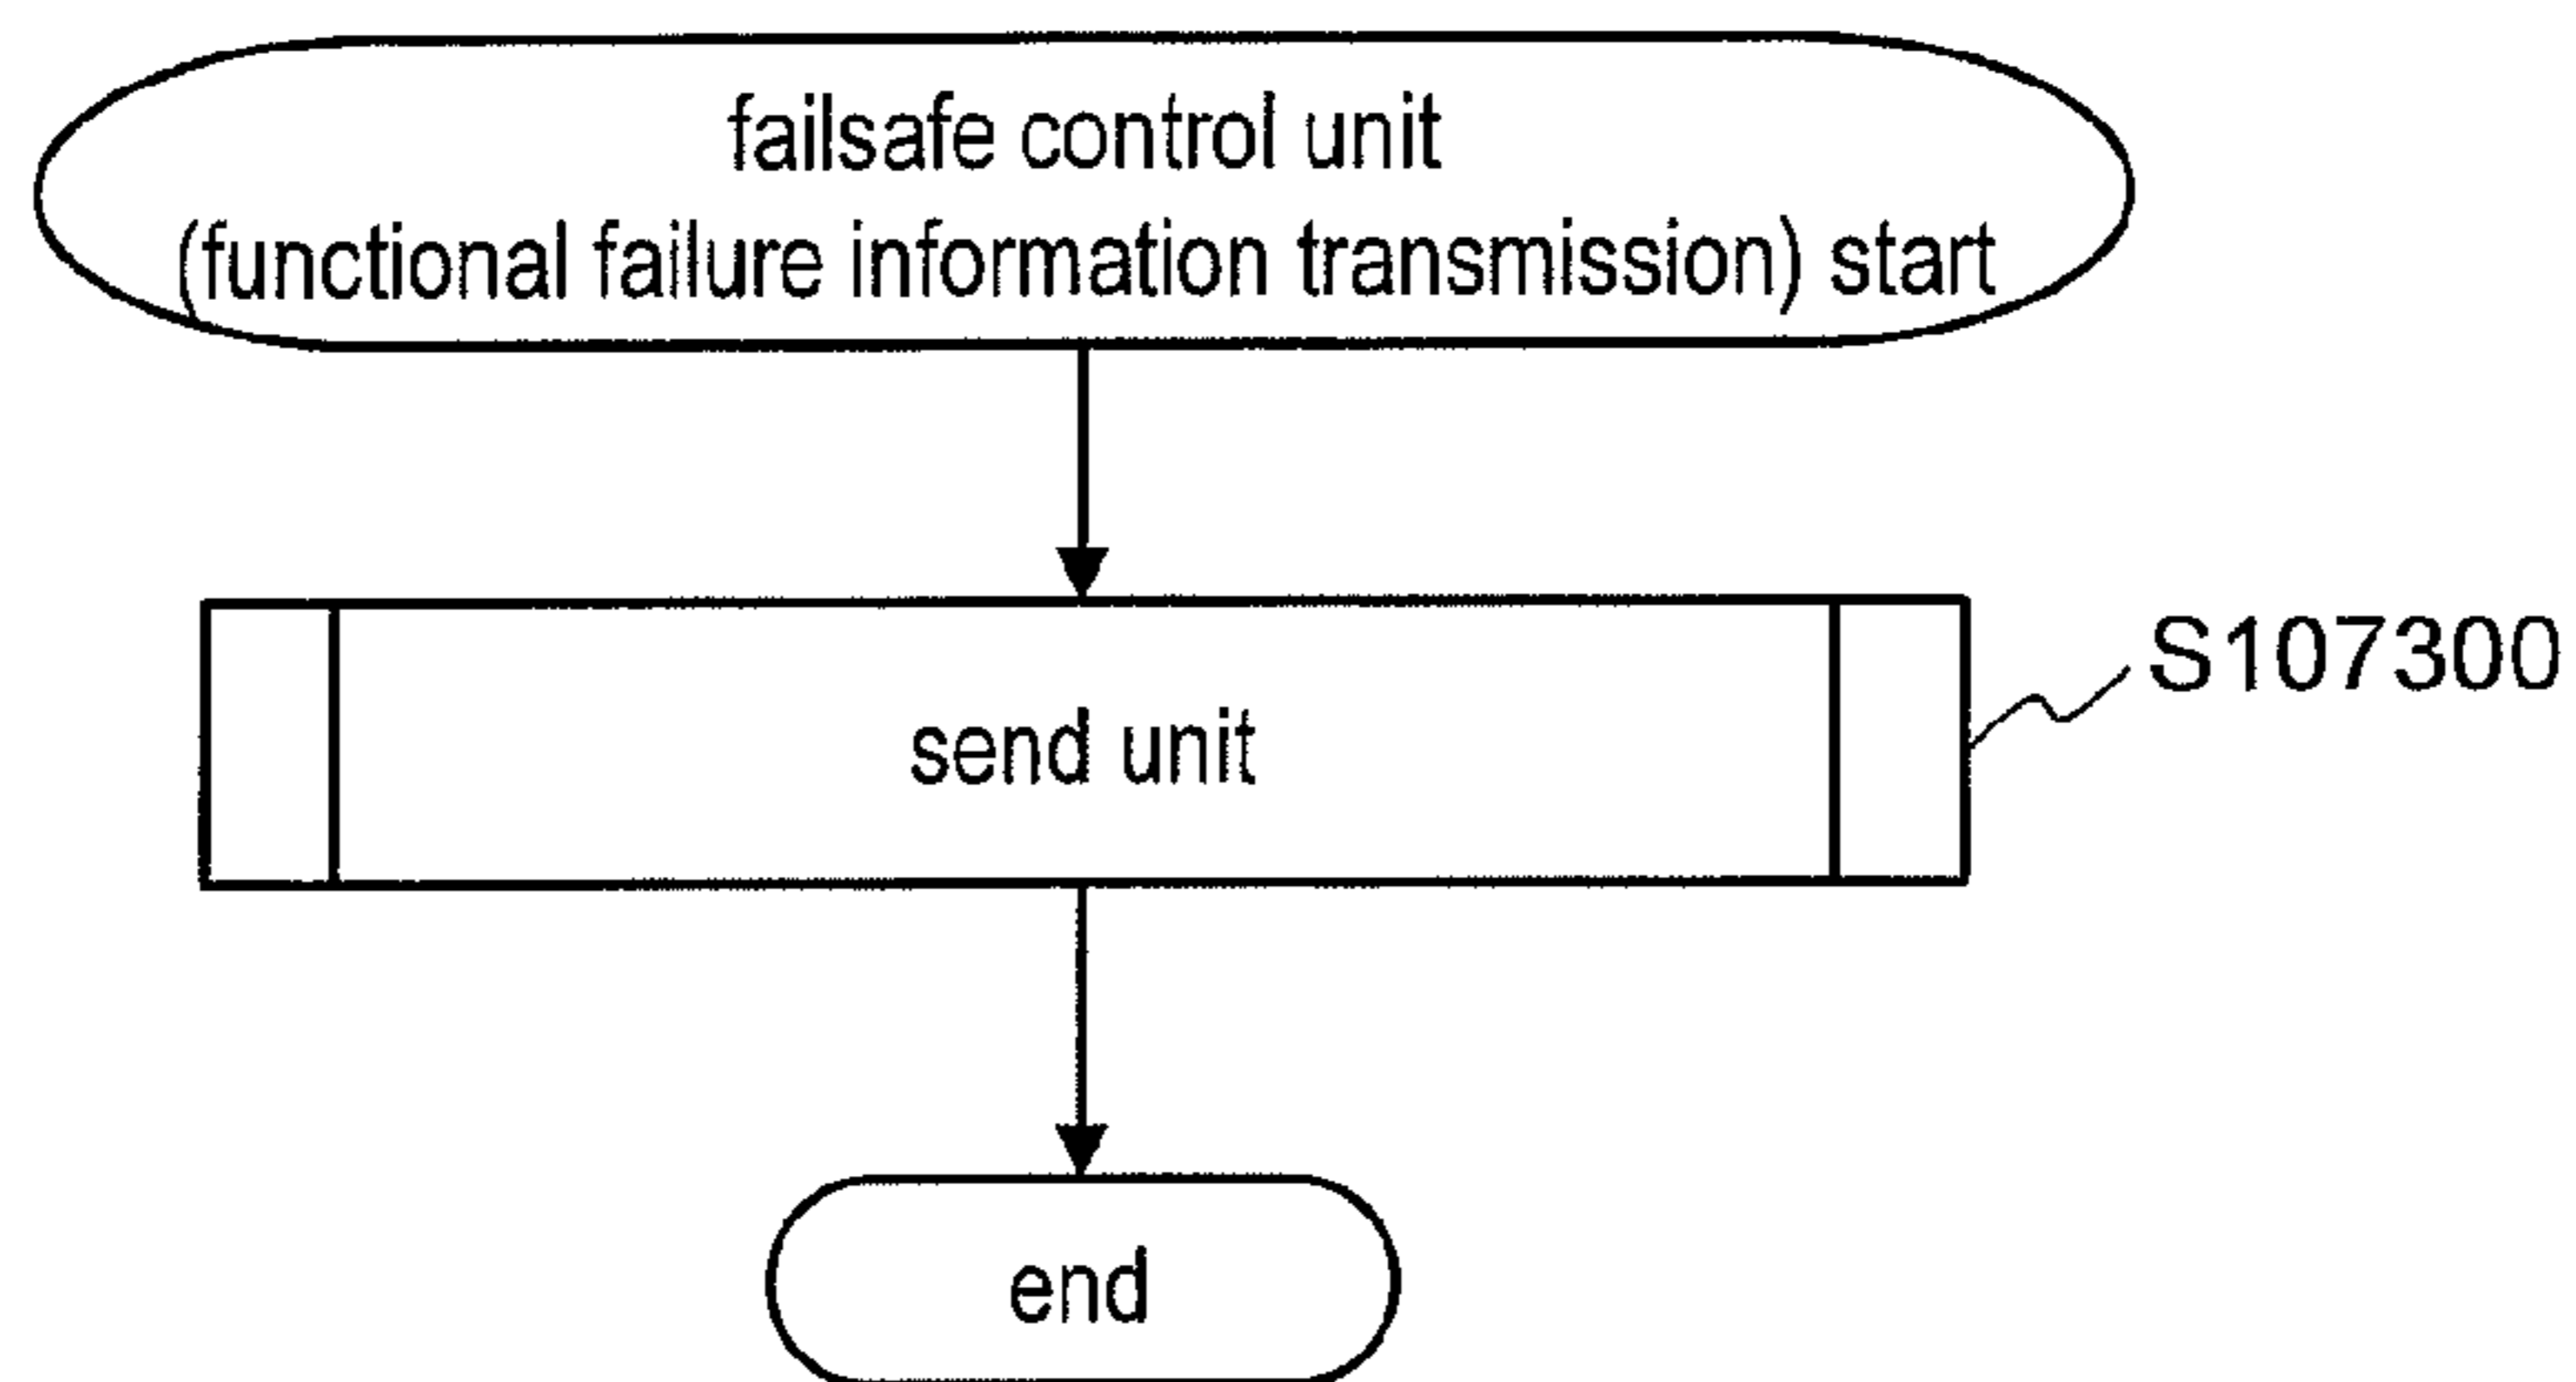 failsafe control unit
(functional failure information transmission) start
send unit
S107300
end